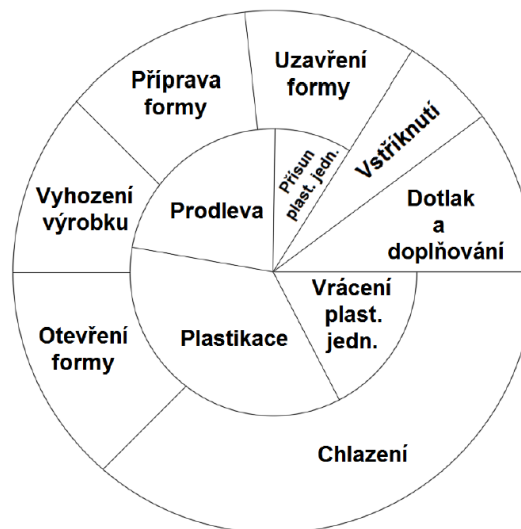 Uzavření
formy
Příprava
formy
Vstříknutí
Přísun
plast. jedn.
Vyhození
výrobku
Prodleva
Dotlak
a
doplňování
Vrácení
plast.
jedn.
Otevření
formy
Plastikace
Chlazení